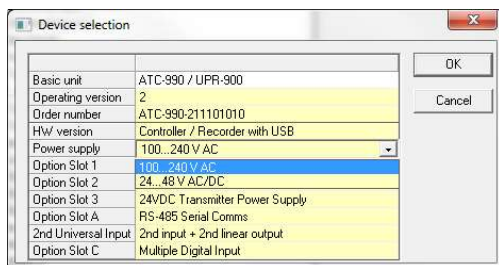 Device selection
OK
Cancel
Basic unit ATC-990 / UPR-900
Operating version 2
Order number ATC-990-211101010
HW version Controller / Recorder with USB
Power supply 100...240 V AC
Option Slot 1 100...240 V AC
Option Slot 2 24...48 V AC/DC
Option Slot 3 24VDC Transmitter Power Supply
Option Slot A RS-485 Serial Comms
2nd Universal Input 2nd input + 2nd linear output
Option Slot C Multiple Digital Input